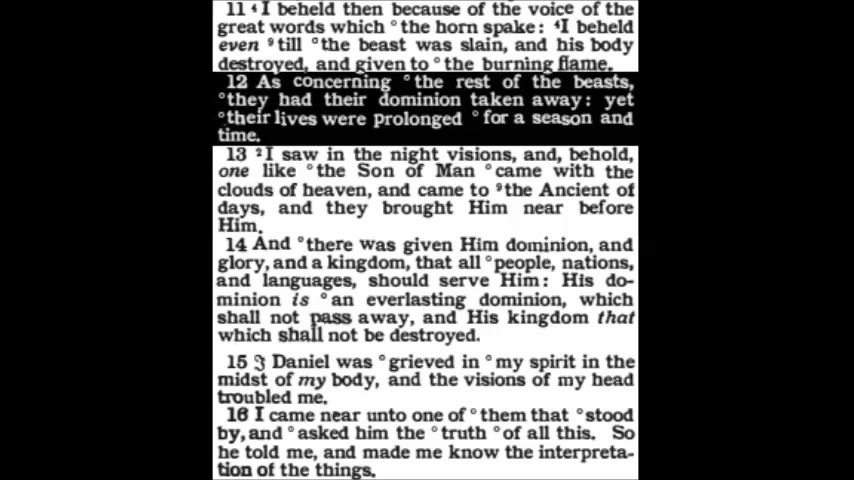 11 ⁴I beheld then because of the voice of the
great words which °the horn spake: ⁴I beheld
even ⁹till °the beast was slain, and his body
destroyed, and given to °the burning flame.
12 As concerning °the rest of the beasts,
°they had their dominion taken away: yet
°their lives were prolonged °for a season and
time.
13 ²I saw in the night visions, and, behold,
one like °the Son of Man °came with the
clouds of heaven, and came to ⁹the Ancient of
days, and they brought Him near before
Him.
14 And °there was given Him dominion, and
glory, and a kingdom, that all °people, nations,
and languages, should serve Him: His do-
minion is °an everlasting dominion, which
shall not pass away, and His kingdom that
which shall not be destroyed.
15 I Daniel was °grieved in °my spirit in the
midst of my body, and the visions of my head
troubled me.
16 I came near unto one of °them that °stood
by, and °asked him the °truth °of all this. So
he told me, and made me know the interpreta-
tion of the things.